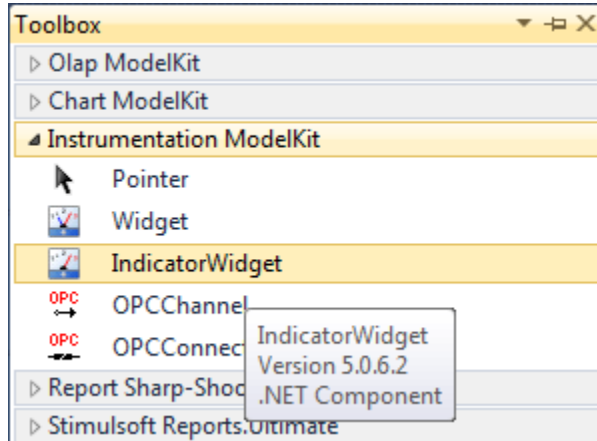 Toolbox
Olap ModelKit
Chart ModelKit
Instrumentation ModelKit
Pointer
Widget
IndicatorWidget
OPC
OPCChannel
OPC
OPCConnect
IndicatorWidget
Version 5.0.6.2
.NET Component
Report Sharp-Shoo
Stimulsoft Reports.Ultimate